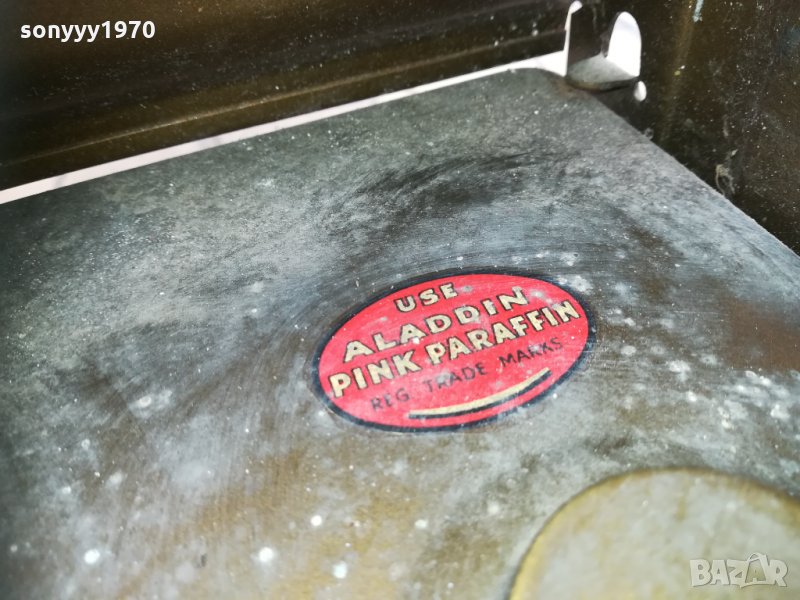 sonyyy1970
USE
ALADDIN
PINK PARAFFIN
REG. TRADE MARKS
BAZAR